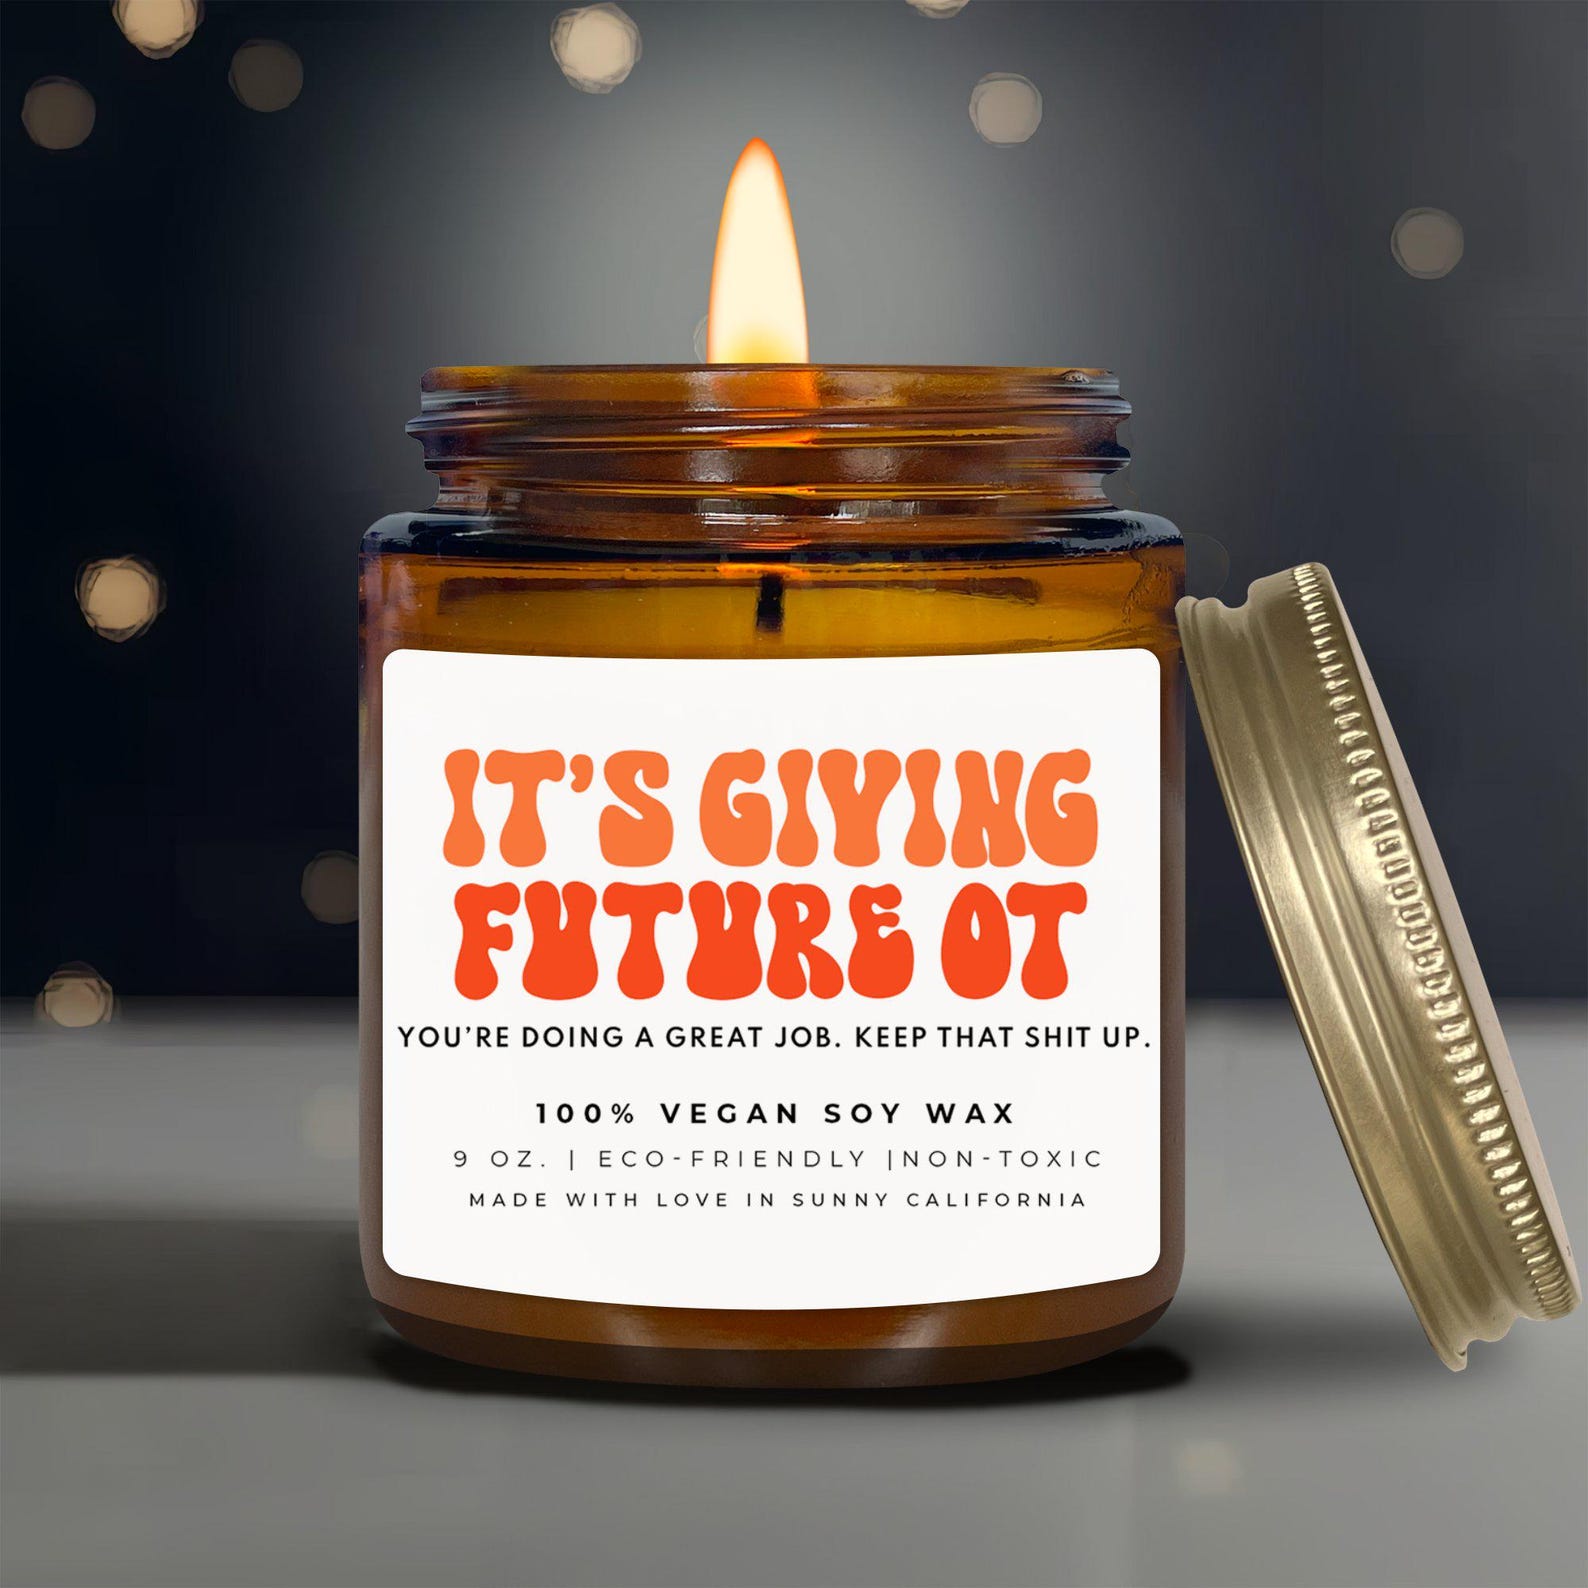 IT'S GIVING
FUTURE OT
YOU'RE DOING A GREAT JOB. KEEP THAT SHIT UP.
100% VEGAN SOY WAX
9 OZ. | ECO-FRIENDLY |NON-TOXIC
MADE WITH LOVE IN SUNNY CALIFORNIA